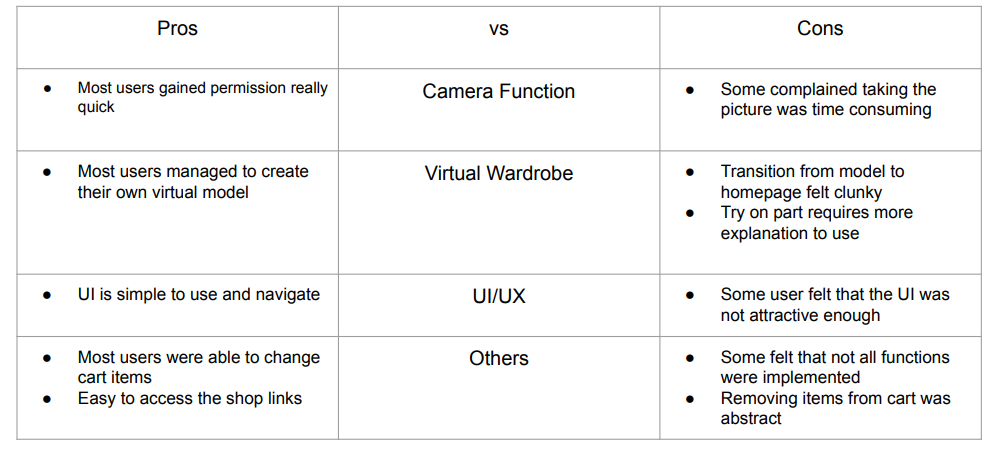 Pros
vs
Cons
● Most users gained permission really
quick
Camera Function
● Some complained taking the
picture was time consuming
● Most users managed to create
their own virtual model
Virtual Wardrobe
● Transition from model to
homepage felt clunky
● Try on part requires more
explanation to use
● UI is simple to use and navigate
UI/UX
● Some user felt that the UI was
not attractive enough
● Most users were able to change
cart items
● Easy to access the shop links
Others
● Some felt that not all functions
were implemented
● Removing items from cart was
abstract